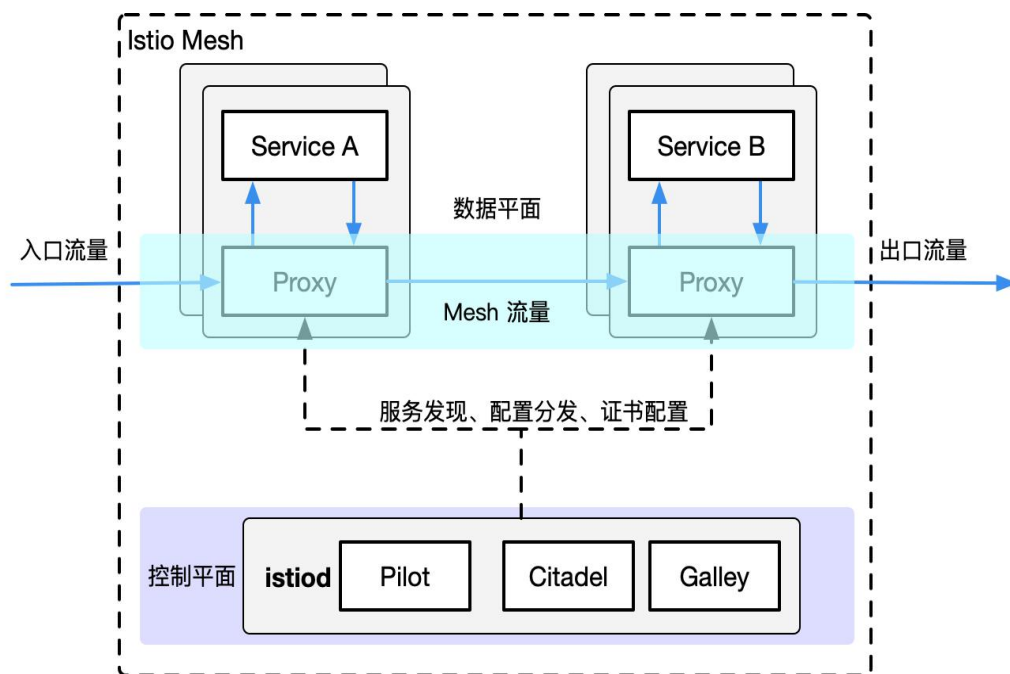 Istio Mesh
Service A
Service B
数据平面
入口流量
出口流量
Proxy
Proxy
Mesh 流量
服务发现、配置分发、证书配置
控制平面
istiod
Pilot
Citadel
Galley